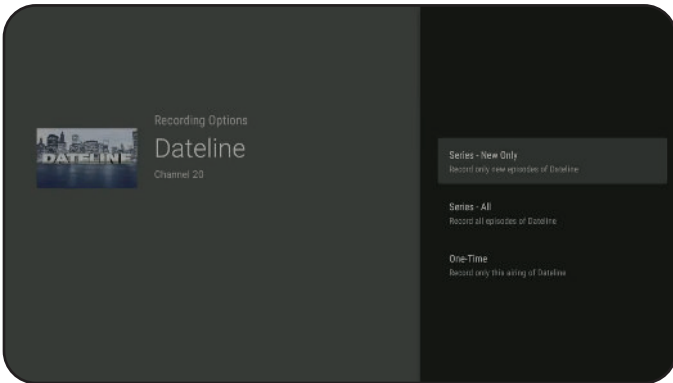 Recording Options
DATELINE
Dateline
Channel 20
Series - New Only
Record only new episodes of Dateline
Series - All
Record all episodes of Dateline
One-Time
Record only this airing of Dateline